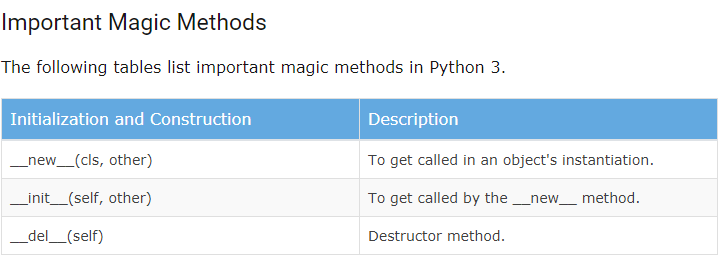 Important Magic Methods
The following tables list important magic methods in Python 3.
Initialization and Construction Description
__new__(cls, other) To get called in an object's instantiation.
__init__(self, other) To get called by the __new__ method.
__del__(self) Destructor method.